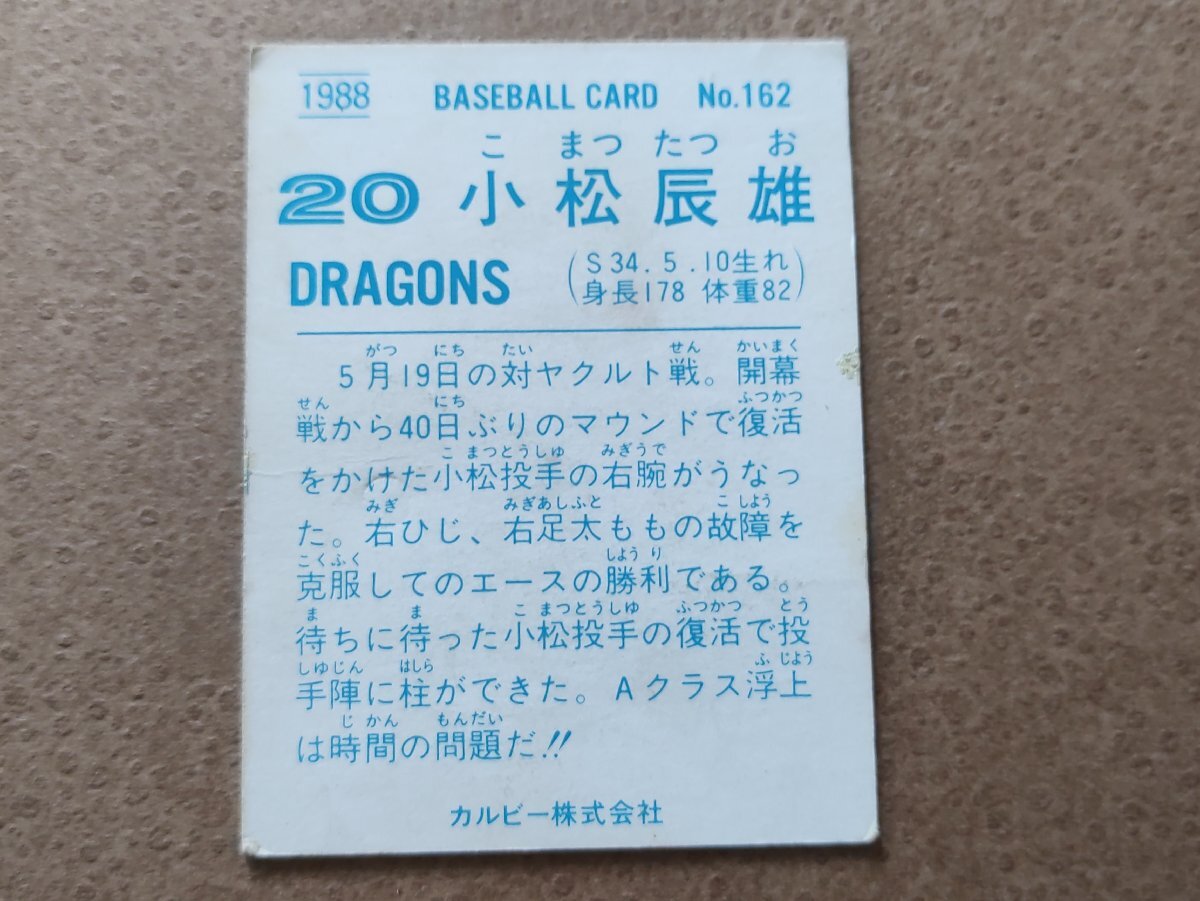 1988 BASEBALL CARD No.162
こ まつ たつ お
20 小松辰雄
DRAGONS (S34.5.10生れ
身長178 体重82)
がつ にち たい せん かいまく
5月19日の対ヤクルト戦。開幕
せん にち ふつかつ
戦から40日ぶりのマウンドで復活
こ まつとうしゆ みぎうで
をかけた小松投手の右腕がうなっ
みぎ みぎあしふと こ しよう
た。右ひじ、右足太ももの故障を
こくふく しよう り
克服してのエースの勝利である。
ま ま こ まつとうしゆ ふつかつ とう
待ちに待った小松投手の復活で投
しゆじん はしら ふ じよう
手陣に柱ができた。Aクラス浮上
じ かん もんだい
は時間の問題だ!!
カルビー株式会社